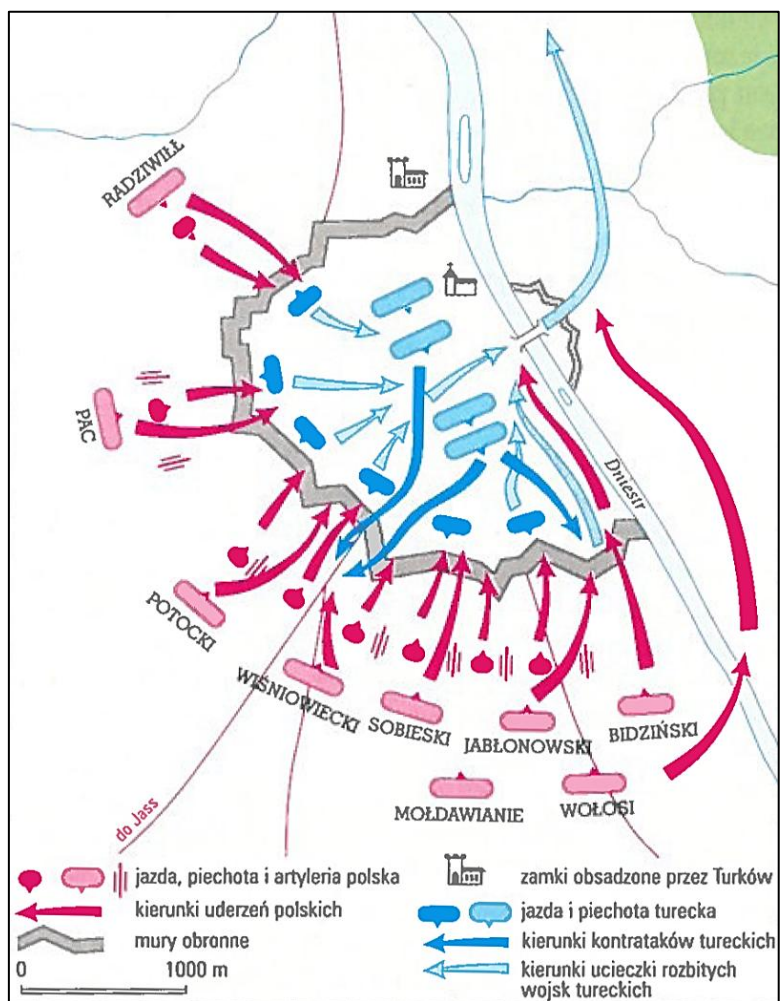 RADZIWIŁŁ
PAC
POTOCKI
WIŚNIOWIECKI
SOBIESKI
JABŁONOWSKI
BIDZIŃSKI
MOŁDAWIANIE
WOŁOSI
Dniestr
do Jass
jazda, piechota i artyleria polska
kierunki uderzeń polskich
mury obronne
0 1000 m
zamki obsadzone przez Turków
jazda i piechota turecka
kierunki kontrataków tureckich
kierunki ucieczki rozbitych
wojsk tureckich